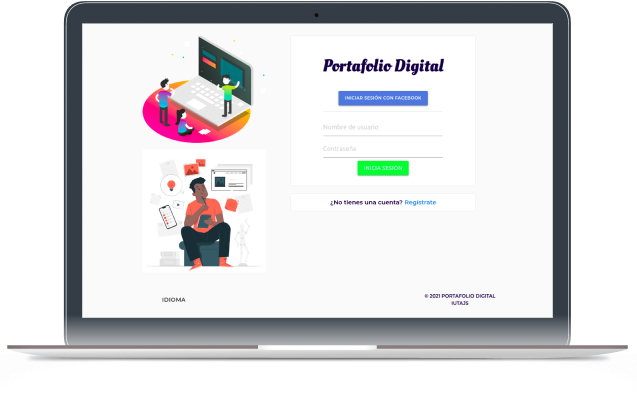 Portafolio Digital
INICIAR SESIÓN CON FACEBOOK
Nombre de usuario
Contraseña
INICIA SESIÓN
¿No tienes una cuenta? Regístrate
IDIOMA
© 2021 PORTAFOLIO DIGITAL
IUTAJS